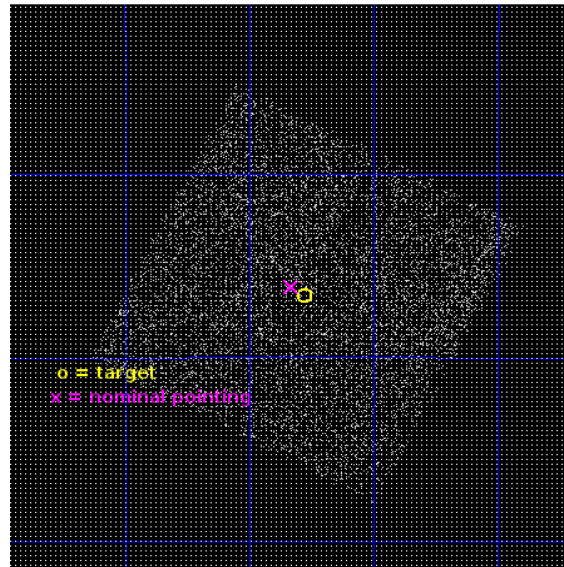 o = target
x = nominal pointing